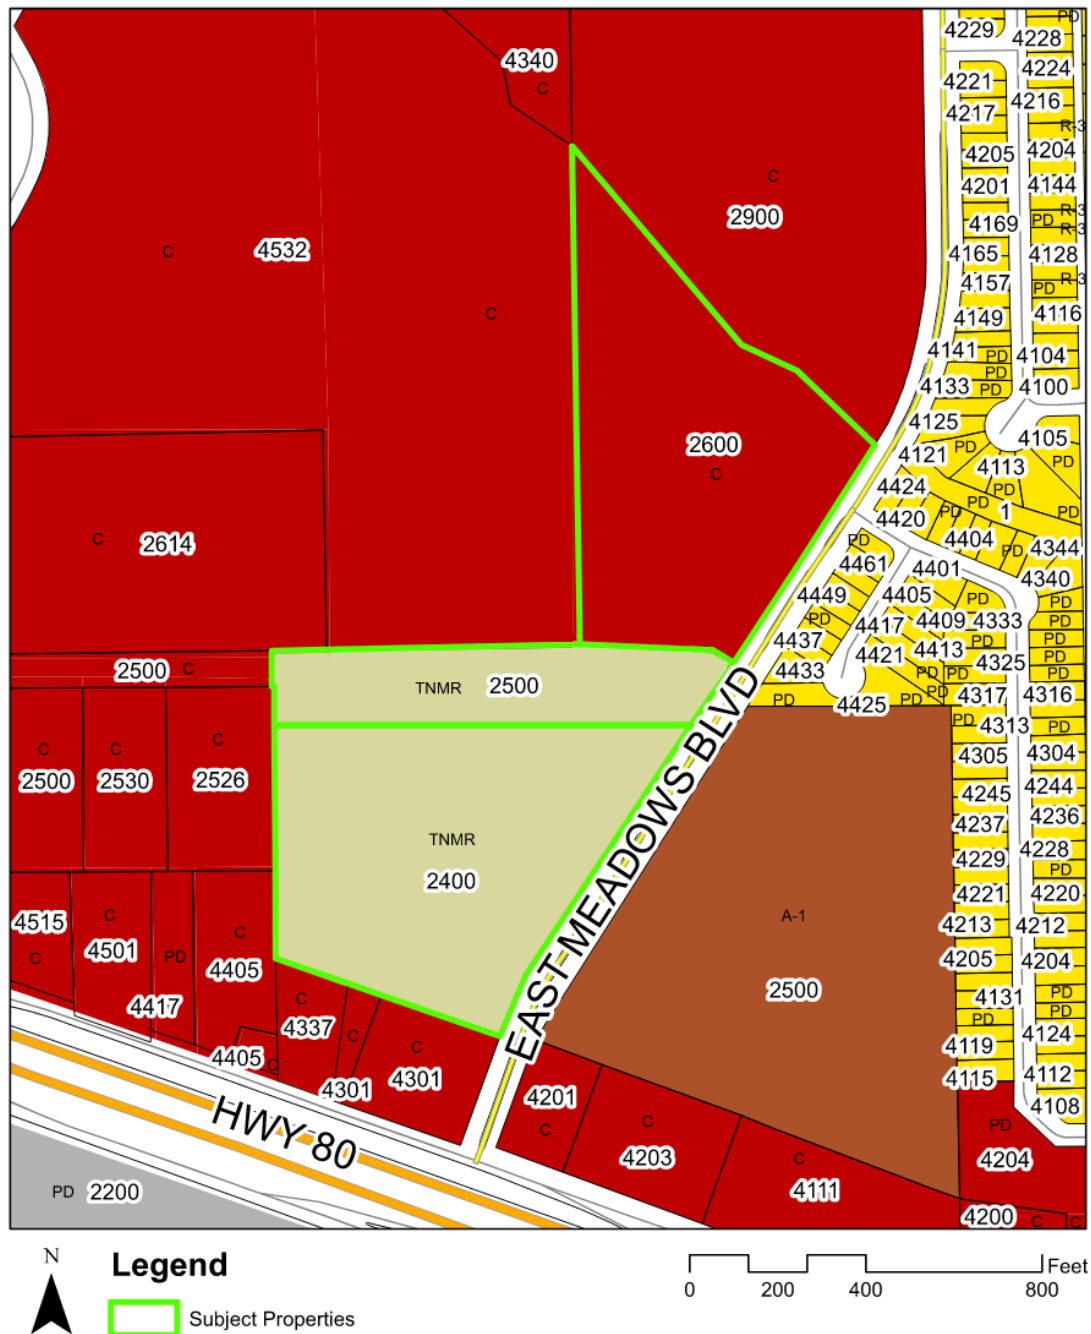 PD
4229
4228
4340
C
4224
4221
4216
4217
R-3
4205
4204
C
4201
4144
2900
R-3
4169
PD
R-3
C
4532
4165
4128
4157
R-3
PD
C
4149
4116
4141
PD
4104
PD
4133
PD
4100
4125
2600
4105
4121
PD
PD
C
4113
4424
PD
PD
1
PD
4420
PD
C
2614
PD
4404
PD
4344
4461
4401
4340
4449
4405
PD
PD
PD
4417
4409
4333
PD
4437
4421
4413
PD
PD
2500
C
4433
PD
PD
4325
PD
TNMR
2500
PD
4317
4316
PD
PD
4425
PD
4313
PD
C
C
C
4305
4304
2500
2530
2526
4245
4244
EAST MEADOWS BLVD
TNMR
4237
4236
4229
4228
PD
2400
4221
4220
4515
C
C
A-1
4213
4212
4501
C
PD
4405
4205
4204
2500
4131
PD
PD
4417
C
4337
PD
C
4119
4124
4405
C
4301
C
4301
4115
4112
4201
C
4108
HWY 80
C
C
4203
PD
4204
PD
2200
4111
4200
C
C
N
Legend
Subject Properties
Feet
0
200
400
800